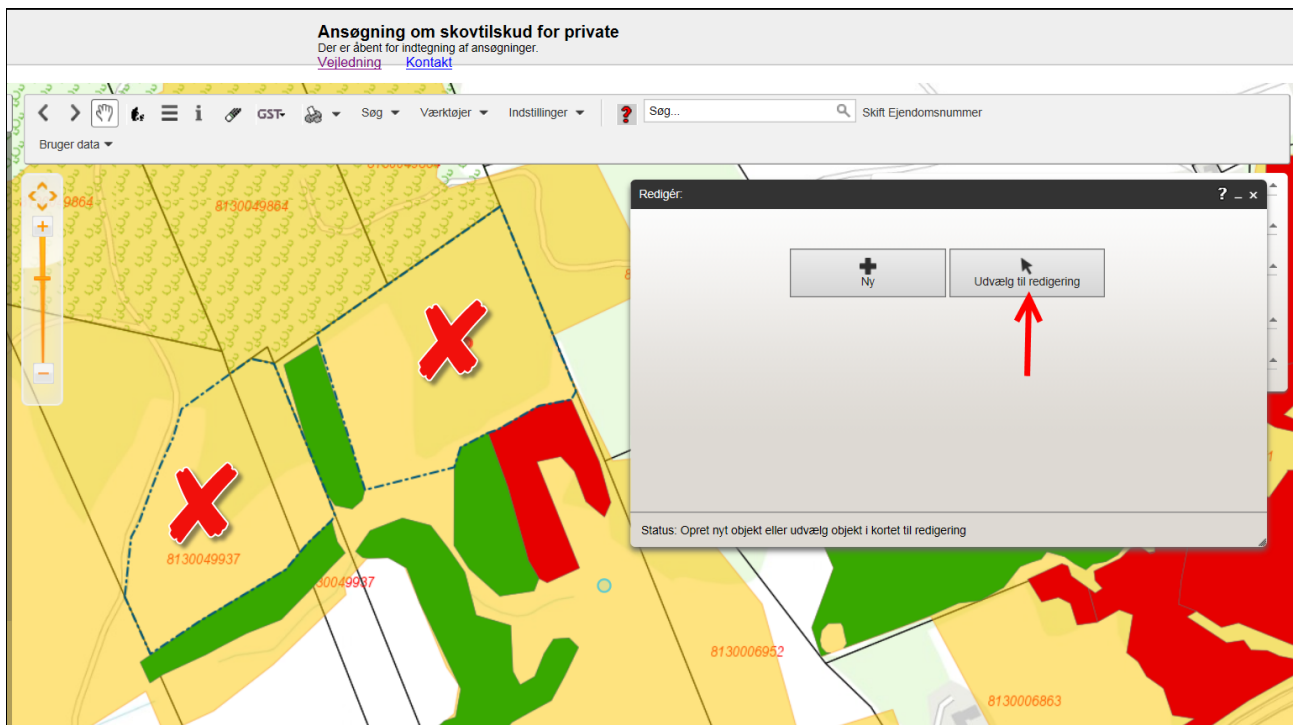 Ansøgning om skovtilskud for private
Der er åbent for indtegning af ansøgninger.
Vejledning Kontakt
GST Søg Værktøjer Indstillinger ? Søg... Skift Ejendomsnummer
Bruger data
9864
8130049864
Redigér: ? _ x
Ny
Udvælg til redigering
Status: Opret nyt objekt eller udvælg objekt i kortet til redigering
8130049937
8130006952
8130006863